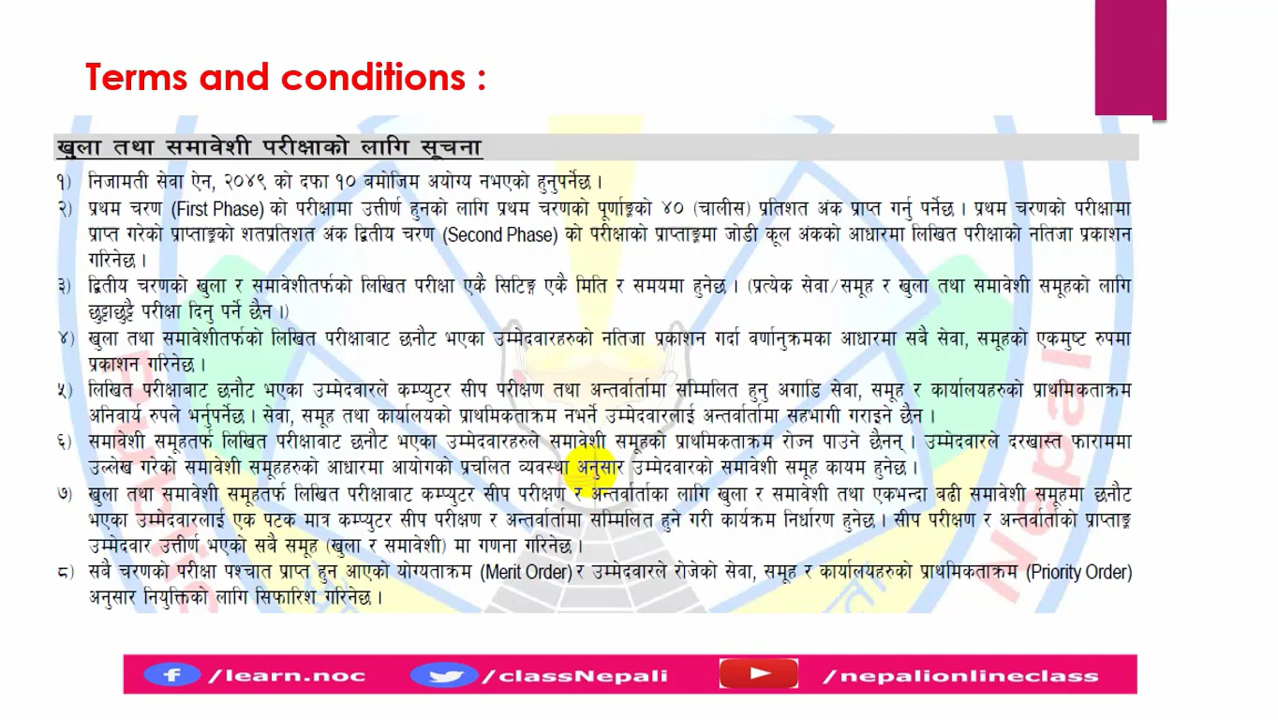 Terms and conditions :
खुला तथा समावेशी परीक्षाको लागि सूचना
१) निजामती सेवा ऐन, २०४९ को दफा १० बमोजिम अयोग्य नभएको हुनुपर्नेछ ।
२) प्रथम चरण (First Phase) को परीक्षामा उत्तीर्ण हुनको लागि प्रथम चरणको पूर्णाङ्कको ४० (चालीस) प्रतिशत अंक प्राप्त गर्नु पर्नेछ । प्रथम चरणको परीक्षामा
प्राप्त गरेको प्राप्ताङ्कको शतप्रतिशत अंक द्वितीय चरण (Second Phase) को परीक्षाको प्राप्ताङ्कमा जोडी कूल अंकको आधारमा लिखित परीक्षाको नतिजा प्रकाशन
गरिनेछ ।
३) द्वितीय चरणको खुला र समावेशीतर्फको लिखित परीक्षा एकै सिटिङ्ग एकै मिति र समयमा हुनेछ । (प्रत्येक सेवा/समूह र खुला तथा समावेशी समूहको लागि
छुट्टाछुट्टै परीक्षा दिनु पर्ने छैन ।)
४) खुला तथा समावेशीतर्फको लिखित परीक्षाबाट छनौट भएका उम्मेदवारहरुको नतिजा प्रकाशन गर्दा वर्णानुक्रमका आधारमा सबै सेवा, समूहको एकमुष्ट रुपमा
प्रकाशन गरिनेछ ।
५) लिखित परीक्षाबाट छनौट भएका उम्मेदवारले कम्प्युटर सीप परीक्षण तथा अन्तर्वार्तामा सम्मिलित हुनु अगाडि सेवा, समूह र कार्यालयहरुको प्राथमिकताक्रम
अनिवार्य रुपले भर्नुपर्नेछ । सेवा, समूह तथा कार्यालयको प्राथमिकताक्रम नभर्ने उम्मेदवारलाई अन्तर्वार्तामा सहभागी गराइने छैन ।
६) समावेशी समूहतर्फ लिखित परीक्षाबाट छनौट भएका उम्मेदवारहरुले समावेशी समूहको प्राथमिकताक्रम रोज्न पाउने छैनन् । उम्मेदवारले दरखास्त फाराममा
उल्लेख गरेको समावेशी समूहहरुको आधारमा आयोगको प्रचलित व्यवस्था अनुसार उम्मेदवारको समावेशी समूह कायम हुनेछ ।
७) खुला तथा समावेशी समूहतर्फ लिखित परीक्षाबाट कम्प्युटर सीप परीक्षण र अन्तर्वार्ताका लागि खुला र समावेशी तथा एकभन्दा बढी समावेशी समूहमा छनौट
भएका उम्मेदवारलाई एक पटक मात्र कम्प्युटर सीप परीक्षण र अन्तर्वार्तामा सम्मिलित हुने गरी कार्यक्रम निर्धारण हुनेछ । सीप परीक्षण र अन्तर्वार्ताको प्राप्ताङ्क
उम्मेदवार उत्तीर्ण भएको सबै समूह (खुला र समावेशी) मा गणना गरिनेछ ।
८) सबै चरणको परीक्षा पश्चात प्राप्त हुन आएको योग्यताक्रम (Merit Order) र उम्मेदवारले रोजेको सेवा, समूह र कार्यालयहरुको प्राथमिकताक्रम (Priority Order)
अनुसार नियुक्तिको लागि सिफारिश गरिनेछ ।
/learn.noc /classNepali /nepalionlineclass